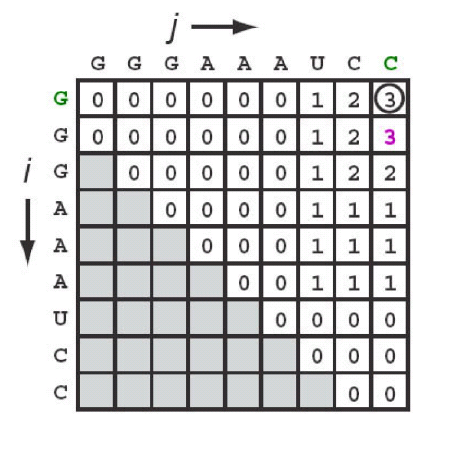 j
G G G A A A U C C
G 0 0 0 0 0 0 1 2 3
G 0 0 0 0 0 0 1 2 3
i G 0 0 0 0 0 1 2 2
A 0 0 0 0 1 1 1
A 0 0 0 1 1 1
A 0 0 1 1 1
U 0 0 0 0
C 0 0 0
C 0 0